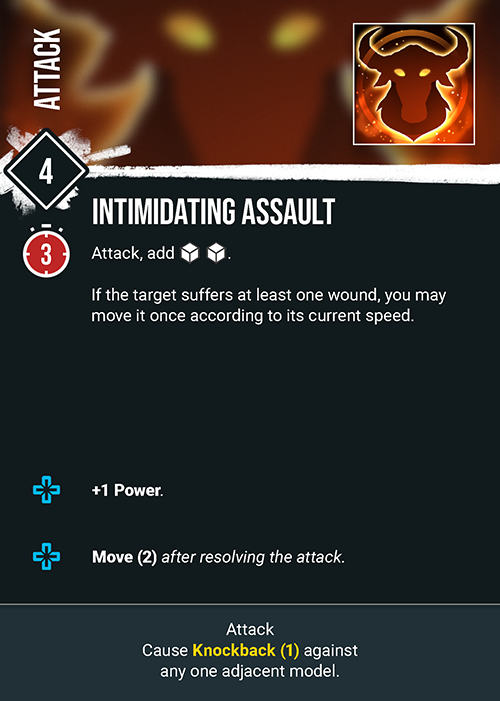 ATTACK
4
INTIMIDATING ASSAULT
3
Attack, add .
If the target suffers at least one wound, you may
move it once according to its current speed.
+1 Power.
Move (2) after resolving the attack.
Attack
Cause Knockback (1) against
any one adjacent model.